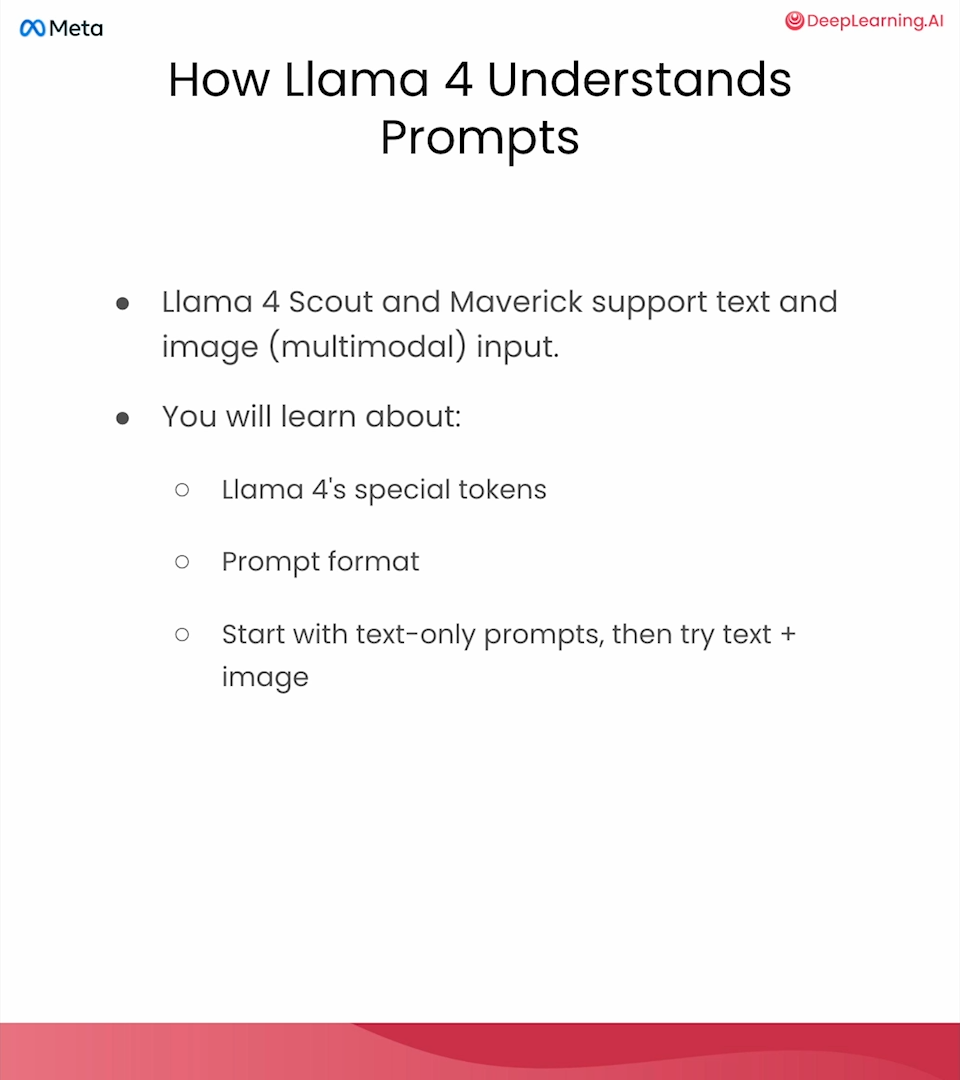 Meta
DeepLearning.AI
How Llama 4 Understands
Prompts
● Llama 4 Scout and Maverick support text and
image (multimodal) input.
● You will learn about:
○ Llama 4's special tokens
○ Prompt format
○ Start with text-only prompts, then try text +
image